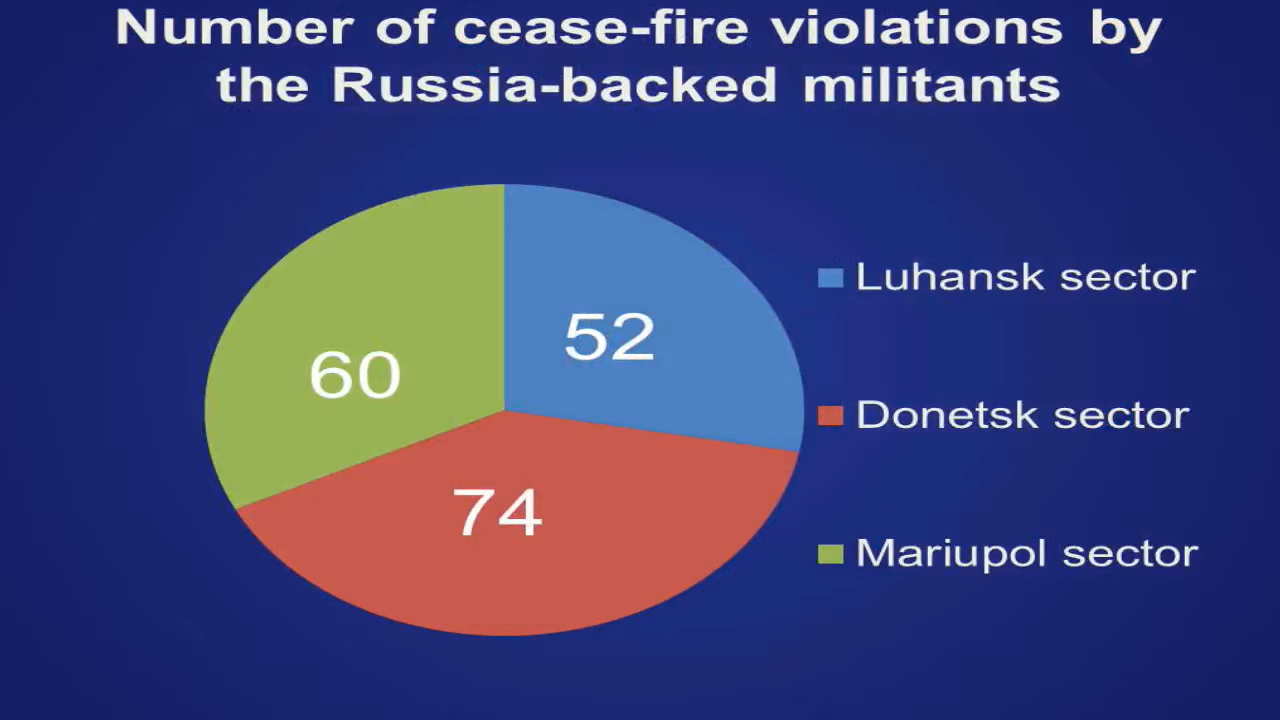 Number of cease-fire violations by
the Russia-backed militants
52
60
74
Luhansk sector
Donetsk sector
Mariupol sector